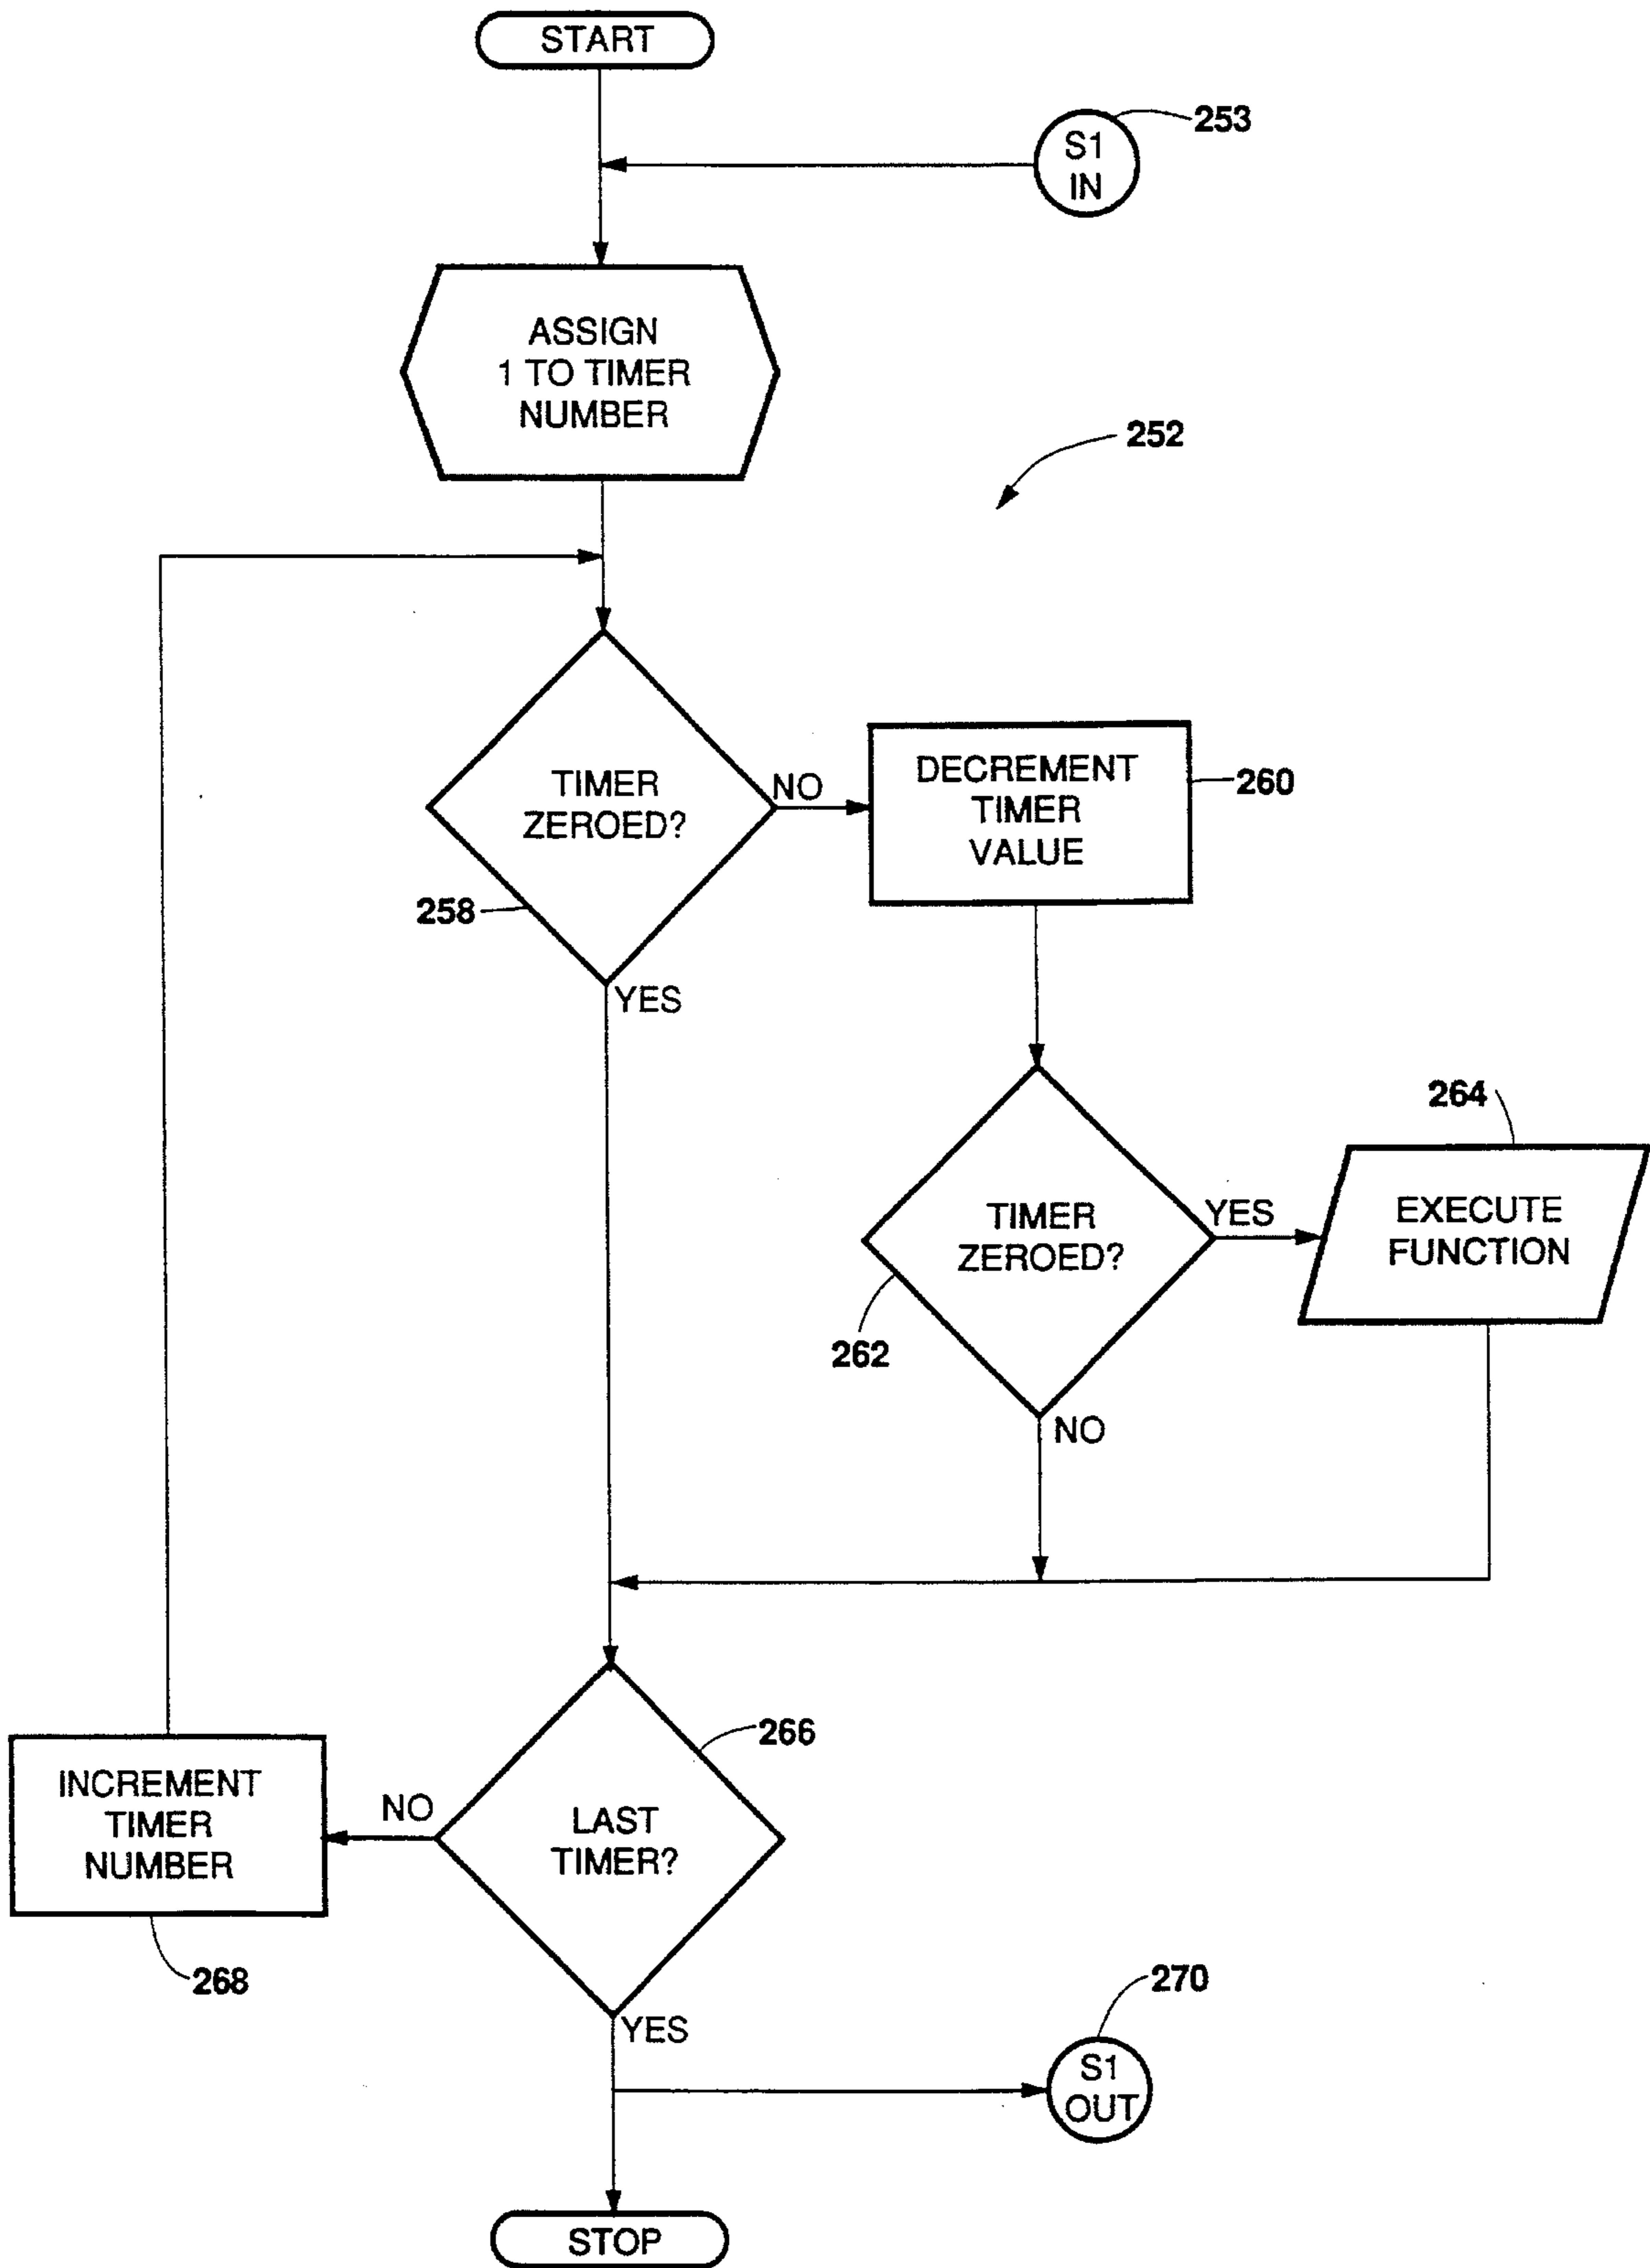 START
253
S1
IN
ASSIGN
1 TO TIMER
NUMBER
252
TIMER
ZEROED?
NO
DECREMENT
TIMER
VALUE
260
258
YES
264
TIMER
ZEROED?
YES
EXECUTE
FUNCTION
262
NO
266
INCREMENT
TIMER
NUMBER
NO
LAST
TIMER?
268
270
YES
S1
OUT
STOP